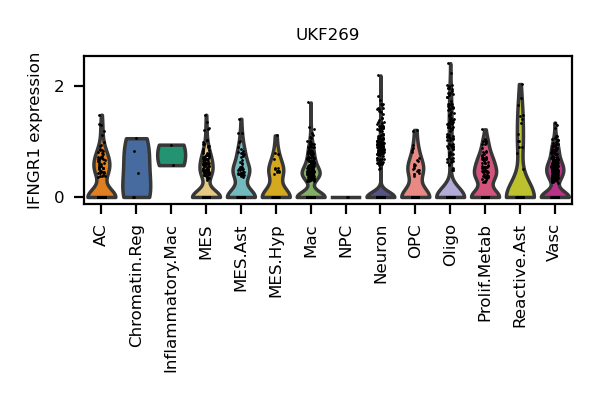 UKF269
IFNGR1 expression
2
0
AC
Chromatin.Reg
Inflammatory.Mac
MES
MES.Ast
MES.Hyp
Mac
NPC
Neuron
OPC
Oligo
Prolif.Metab
Reactive.Ast
Vasc